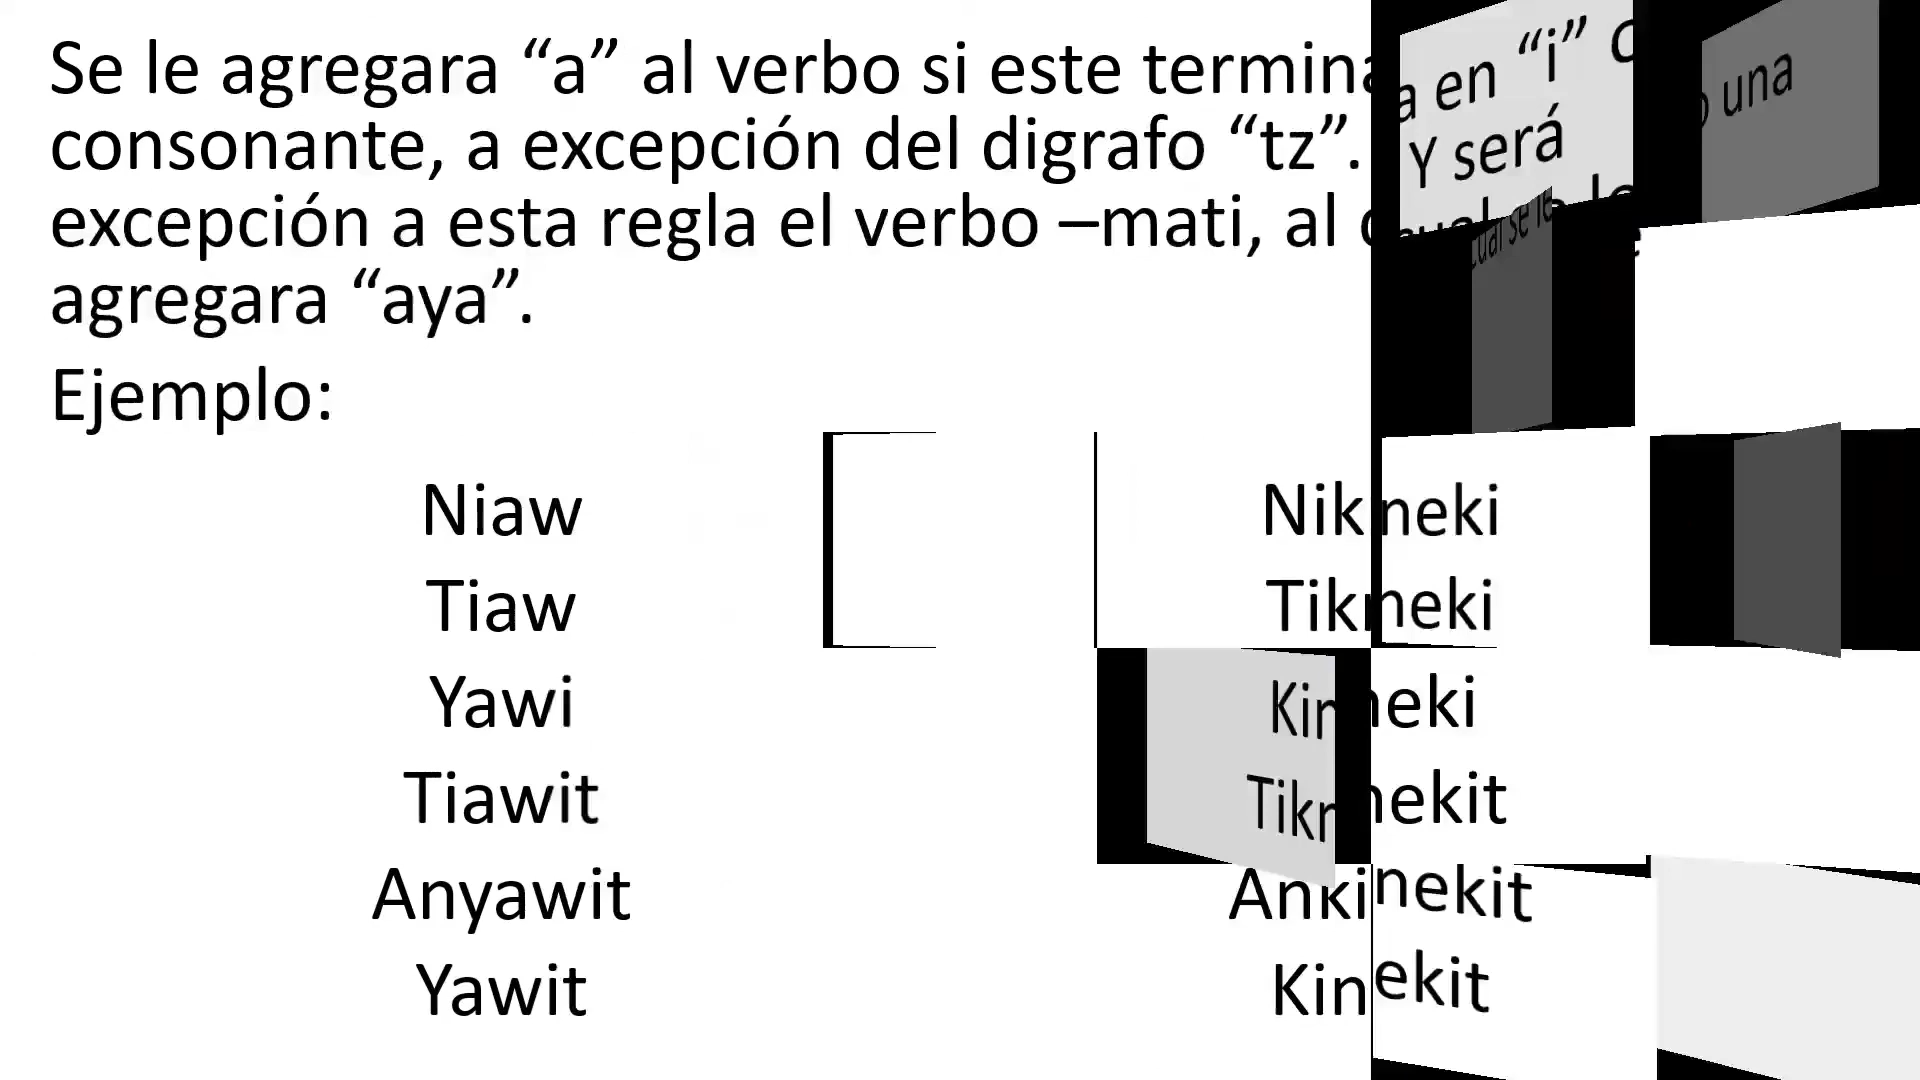 Se le agregara “a” al verbo si este termina en “i” o una
consonante, a excepción del digrafo “tz”. Y será
excepción a esta regla el verbo –mati, al cual se le
agregara “aya”.
Ejemplo:
Niaw Nikneki
Tiaw Tikneki
Yawi Kineki
Tiawit Tiknekit
Anyawit Ankinekit
Yawit Kinekit